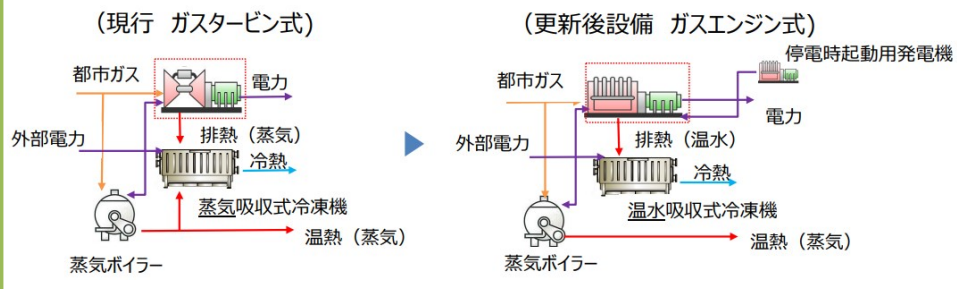 （現行　ガスタービン式）
都市ガス
電力
外部電力
排熱（蒸気）
冷熱
蒸気吸収式冷凍機
温熱（蒸気）
蒸気ボイラー
（更新後設備　ガスエンジン式）
停電時起動用発電機
都市ガス
電力
外部電力
排熱（温水）
冷熱
温水吸収式冷凍機
温熱（蒸気）
蒸気ボイラー